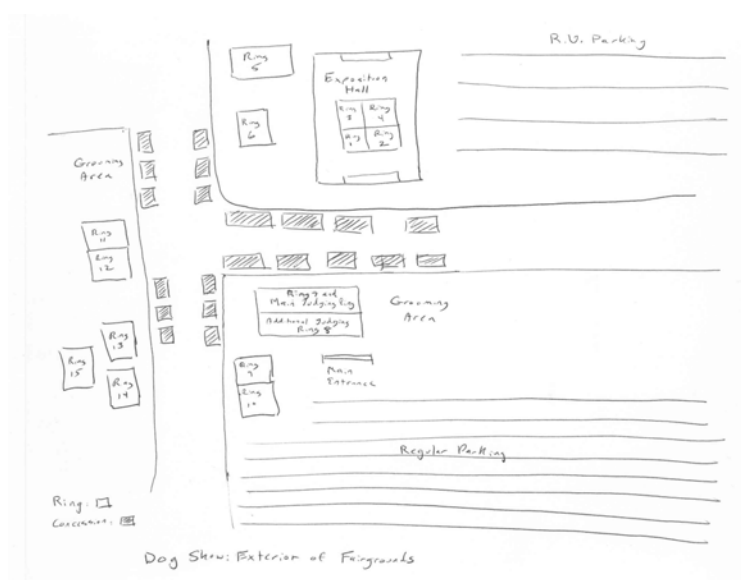 R.V. Parking
Ring
5
Exposition
Hall
Ring
3
Ring
4
Ring
6
Ring
1
Ring
2
Grooming
Area
Ring
11
Ring
12
Ring 7 and
Main Judging Ring
Additional Judging
Ring 8
Grooming
Area
Ring
13
Ring
15
Ring
14
Ring
9
Ring
10
Main
Entrance
Regular Parking
Ring:
Concession:
Dog Show: Exterior of Fairgrounds